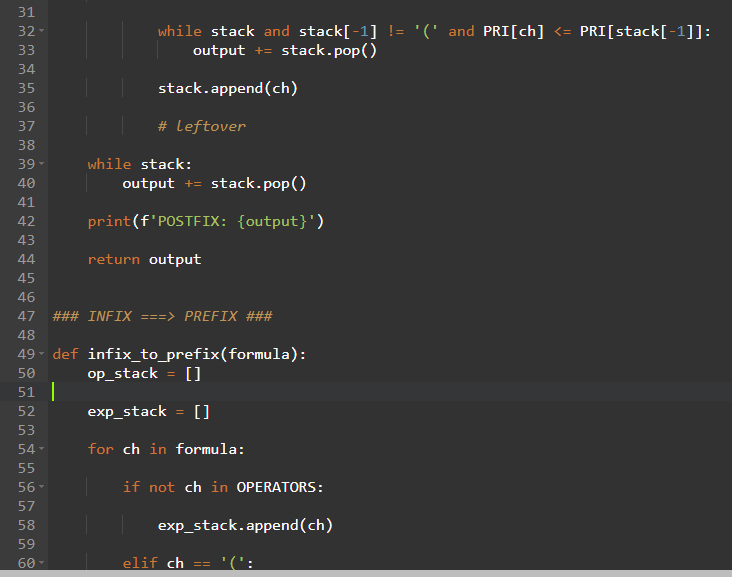 31
32 while stack and stack[-1] != '(' and PRI[ch] <= PRI[stack[-1]]:
33 output += stack.pop()
34
35 stack.append(ch)
36
37 # leftover
38
39 while stack:
40 output += stack.pop()
41
42 print(f'POSTFIX: {output}')
43
44 return output
45
46
47 ### INFIX ===> PREFIX ###
48
49 def infix_to_prefix(formula):
50 op_stack = []
51
52 exp_stack = []
53
54 for ch in formula:
55
56 if not ch in OPERATORS:
57
58 exp_stack.append(ch)
59
60 elif ch == '(':